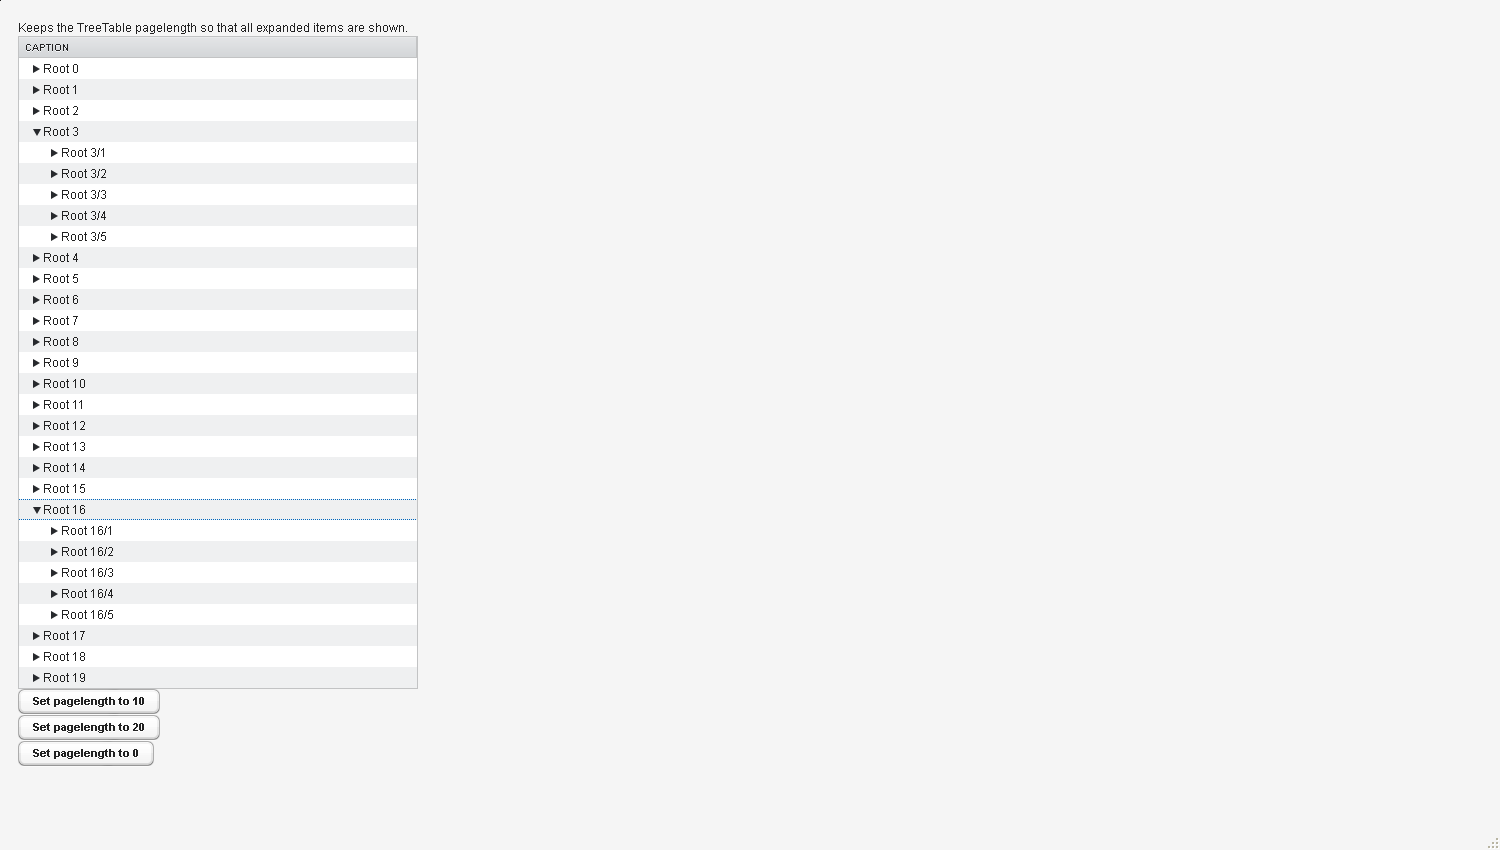 Keeps the TreeTable pagelength so that all expanded items are shown.
CAPTION
Root 0
Root 1
Root 2
Root 3
Root 3/1
Root 3/2
Root 3/3
Root 3/4
Root 3/5
Root 4
Root 5
Root 6
Root 7
Root 8
Root 9
Root 10
Root 11
Root 12
Root 13
Root 14
Root 15
Root 16
Root 16/1
Root 16/2
Root 16/3
Root 16/4
Root 16/5
Root 17
Root 18
Root 19
Set pagelength to 10
Set pagelength to 20
Set pagelength to 0